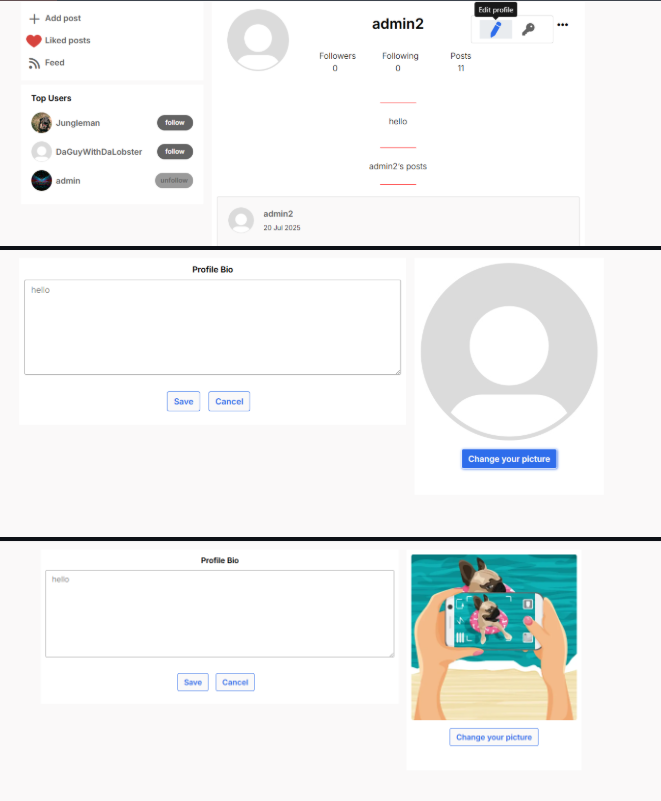 Add post
Liked posts
Feed
Top Users
Jungleman
follow
DaGuyWithDaLobster
follow
admin
unfollow
Edit profile
admin2
Followers
Following
Posts
0
0
11
hello
admin2's posts
admin2
20 Jul 2025
Profile Bio
hello
Save
Cancel
Change your picture
Profile Bio
hello
Save
Cancel
Change your picture